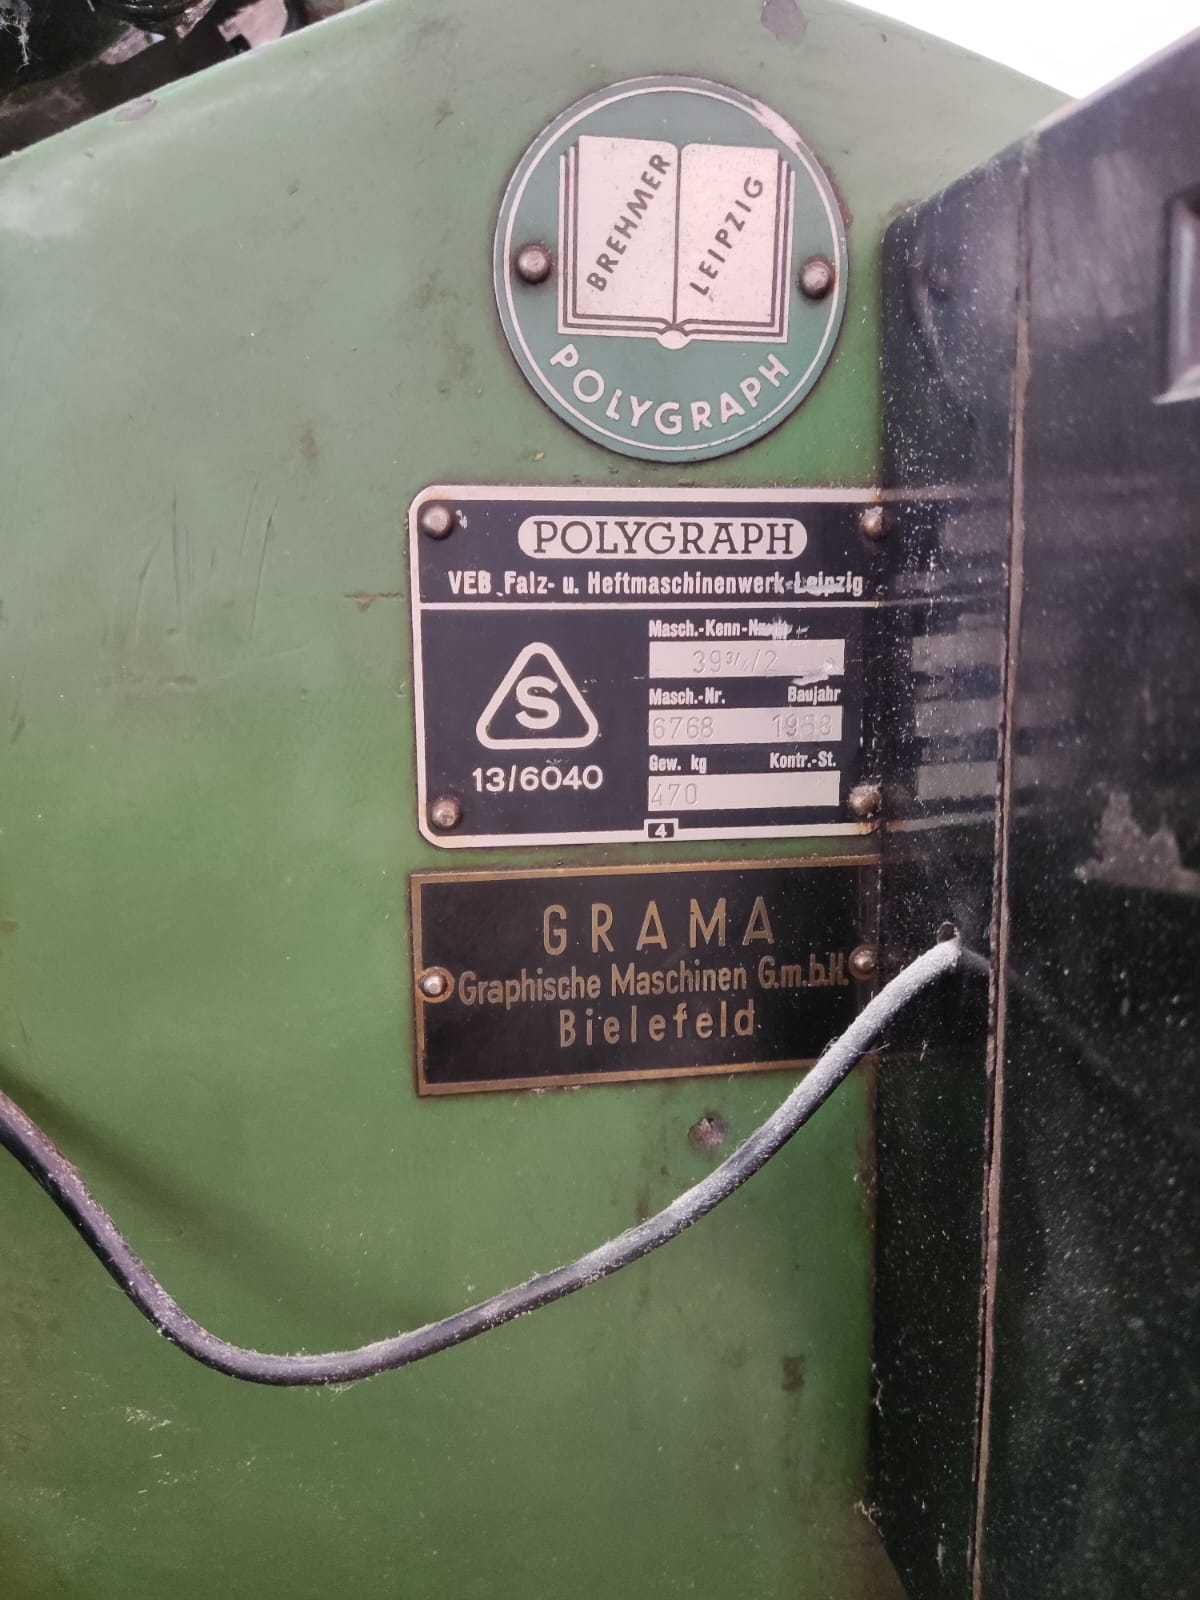 BREHMER
LEIPZIG
POLYGRAPH
POLYGRAPH
VEB Falz- u. Heftmaschinenwerk Leipzig
Masch.-Kenn-
S
13/6040
Masch.-Nr. Baujahr
6768
Gew. kg Kontr.-St.
470
4
GRAMA
Graphische Maschinen G.m.b.H.
Bielefeld